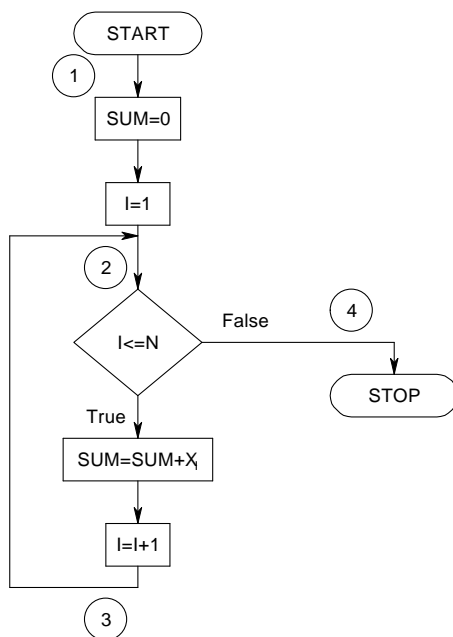 START
1
SUM=0
I=1
2
4
False
I<=N
STOP
True
SUM=SUM+XI
I=I+1
3